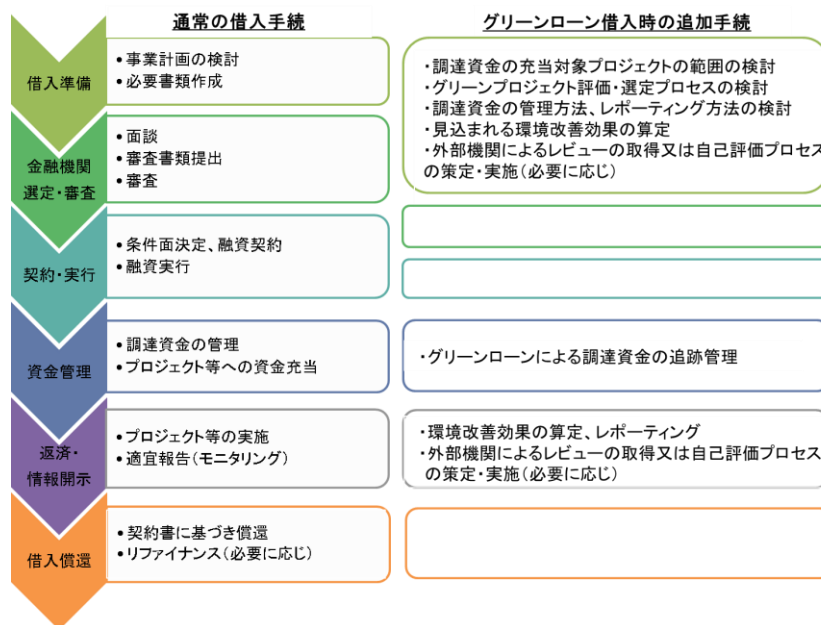 通常の借入手続
グリーンローン借入時の追加手続
借入準備
• 事業計画の検討
• 必要書類作成
・調達資金の充当対象プロジェクトの範囲の検討
・グリーンプロジェクト評価・選定プロセスの検討
・調達資金の管理方法、レポーティング方法の検討
・見込まれる環境改善効果の算定
・外部機関によるレビューの取得又は自己評価プロセス
の策定・実施(必要に応じ)
金融機関
選定・審査
• 面談
• 審査書類提出
• 審査
契約・実行
• 条件面決定、融資契約
• 融資実行
資金管理
• 調達資金の管理
• プロジェクト等への資金充当
・グリーンローンによる調達資金の追跡管理
返済・
情報開示
• プロジェクト等の実施
• 適宜報告(モニタリング)
・環境改善効果の算定、レポーティング
・外部機関によるレビューの取得又は自己評価プロセス
の策定・実施(必要に応じ)
借入償還
• 契約書に基づき償還
• リファイナンス(必要に応じ)